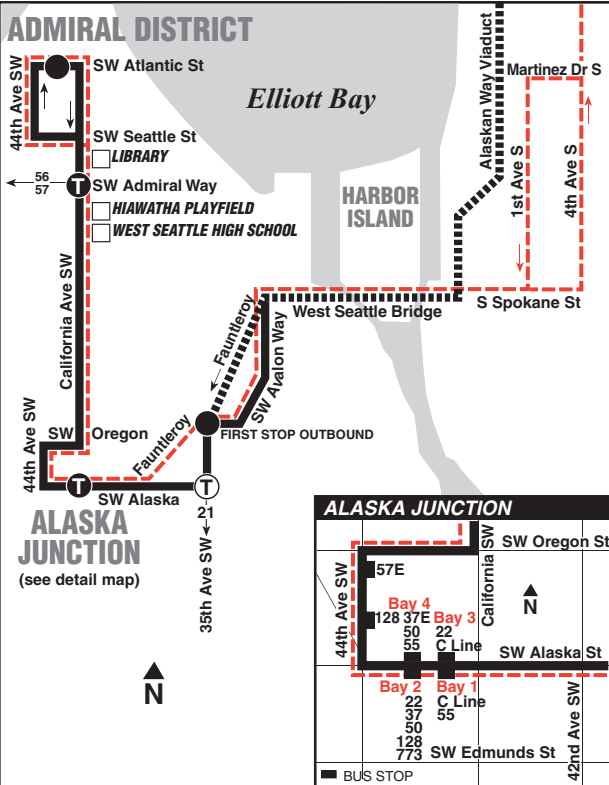 ADMIRAL DISTRICT
44th Ave SW
SW Atlantic St
SW Seattle St
LIBRARY
56
57
T
SW Admiral Way
HIAWATHA PLAYFIELD
WEST SEATTLE HIGH SCHOOL
California Ave SW
Elliott Bay
HARBOR
ISLAND
Alaskan Way Viaduct
Martinez Dr S
1st Ave S
4th Ave S
S Spokane St
West Seattle Bridge
Fauntleroy
SW Avalon Way
FIRST STOP OUTBOUND
44th Ave SW
SW Oregon
Fauntleroy
T
SW Alaska
T
21
35th Ave SW
ALASKA
JUNCTION
(see detail map)
N
ALASKA JUNCTION
SW Oregon St
California SW
44th Ave SW
57E
N
Bay 4
128 37E
50
55
Bay 3
22
C Line
SW Alaska St
Bay 2
22
37
50
128
773
Bay 1
C Line
55
SW Edmunds St
42nd Ave SW
BUS STOP